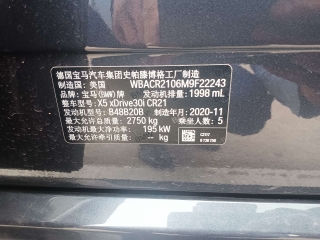 德国宝马汽车集团史帕滕博格工厂制造
制造国: 美国 WBACR2106M9F22243
品牌: 宝马(BMW)牌 发动机排量: 1998 mL
整车型号: X5 xDrive30i CR21
发动机型号: B48B20B 制造年月: 2020-11
最大允许总质量: 2750 kg 乘坐人数: 5
发动机最大净功率: 195 kW
最大允许牵引质量: -- kg